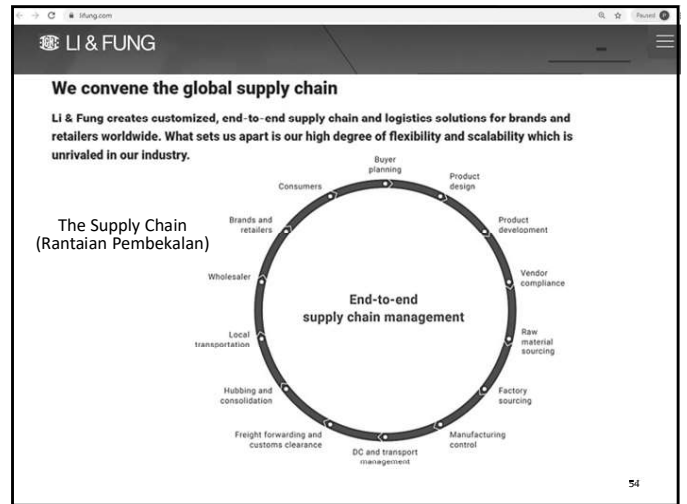 lifung.com
Paused
P
LI & FUNG
We convene the global supply chain
Li & Fung creates customized, end-to-end supply chain and logistics solutions for brands and
retailers worldwide. What sets us apart is our high degree of flexibility and scalability which is
unrivaled in our industry.
The Supply Chain
(Rantaian Pembekalan)
Buyer
planning
Product
design
Product
development
Vendor
compliance
Raw
material
sourcing
Factory
sourcing
Manufacturing
control
DC and transport
management
Freight forwarding and
customs clearance
Hubbing and
consolidation
Local
transportation
Wholesaler
Brands and
retailers
Consumers
End-to-end
supply chain management
54